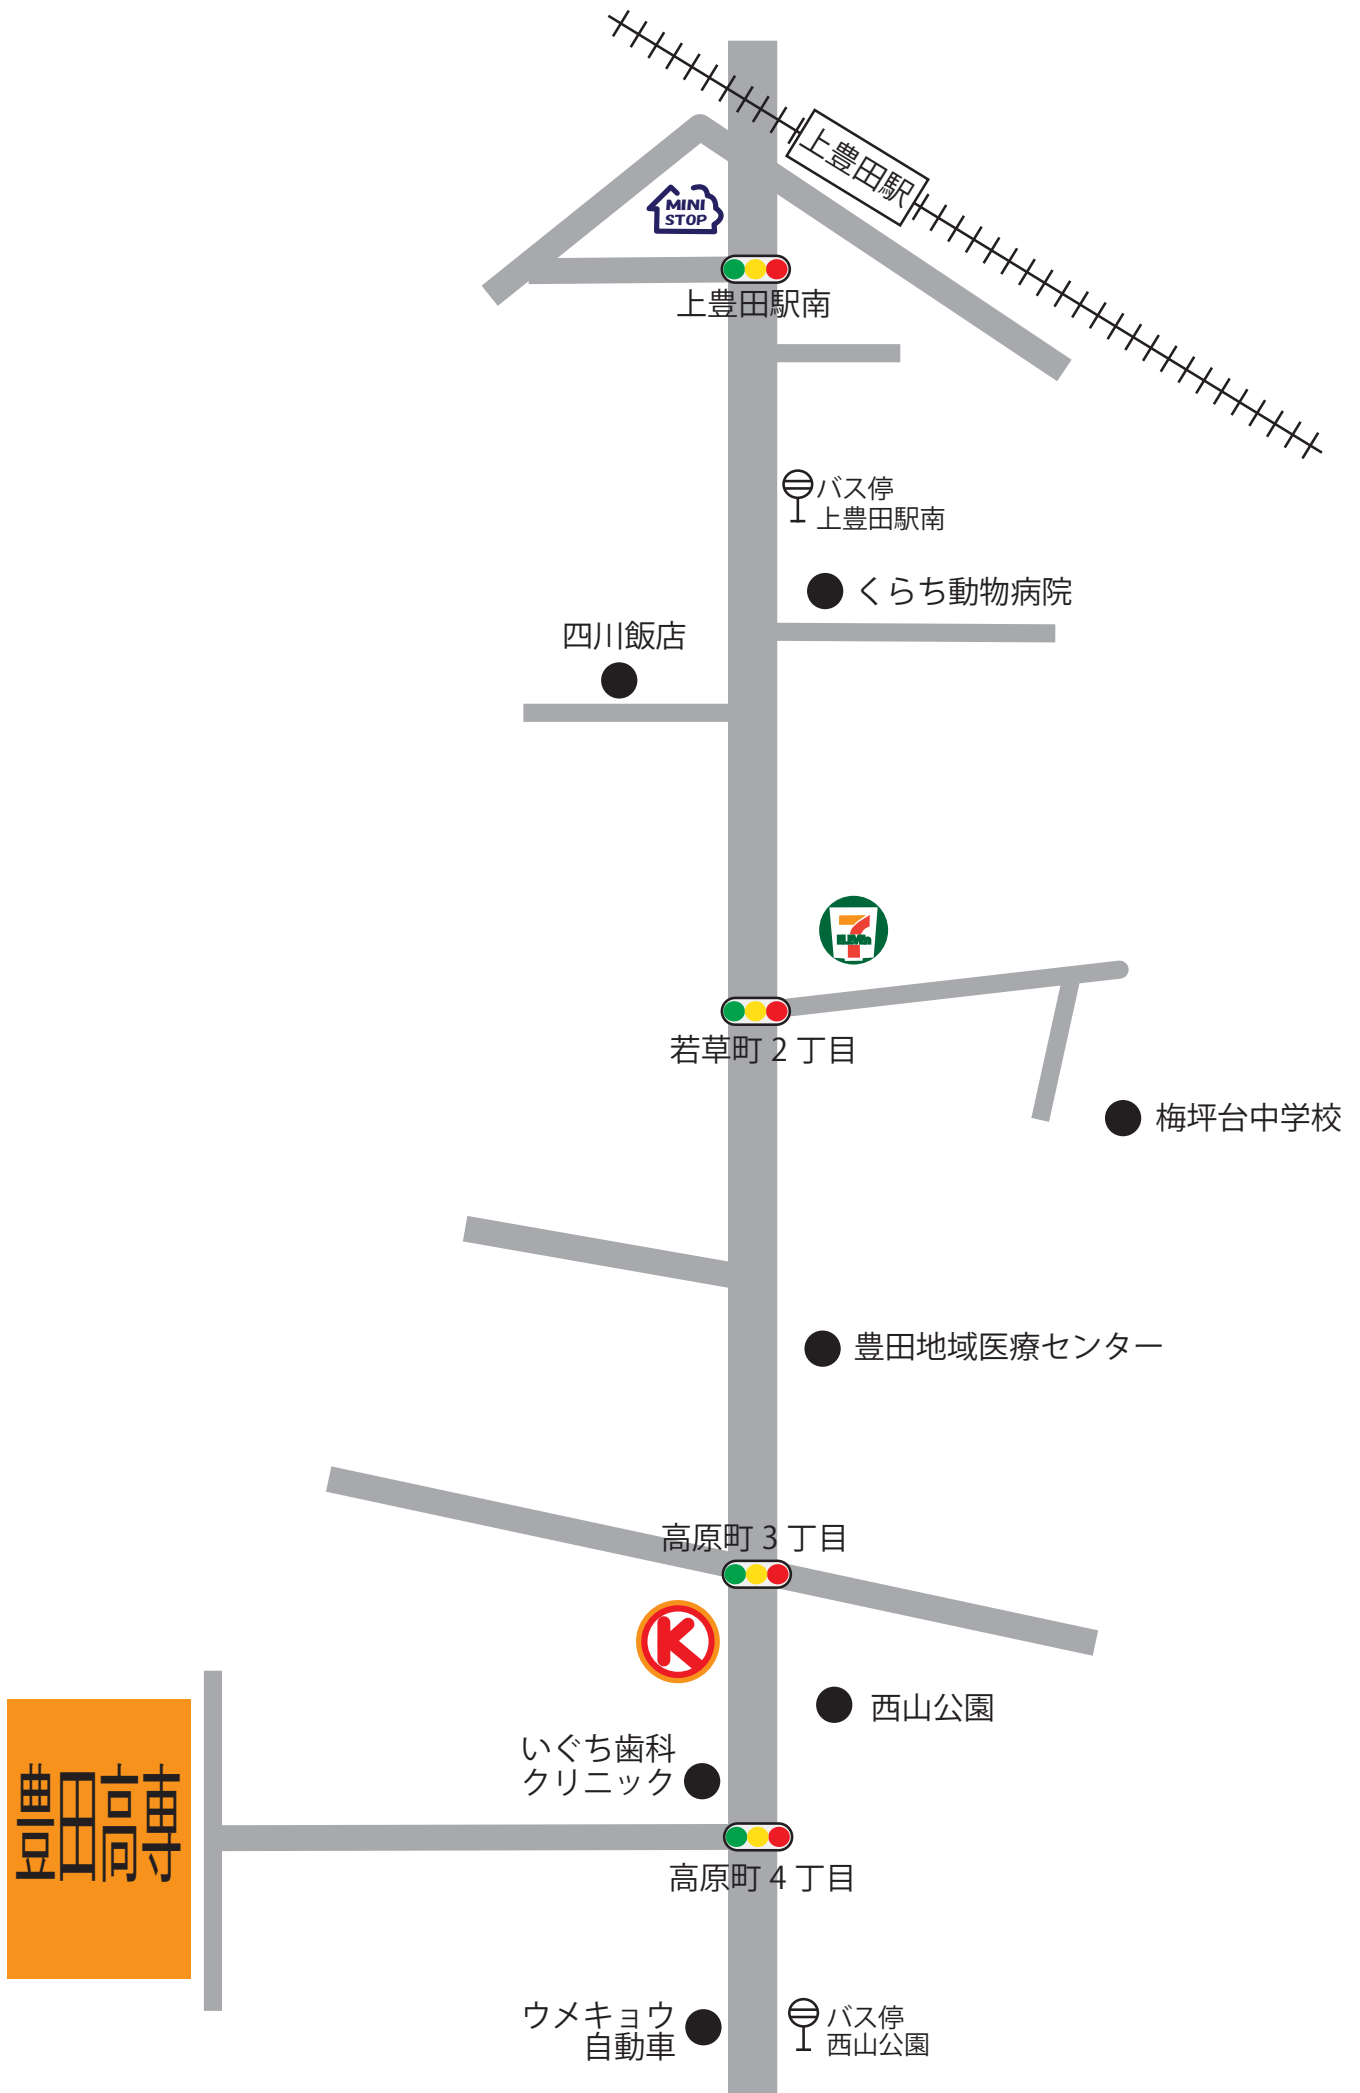 上豊田駅
MINI
STOP
上豊田駅南
バス停
上豊田駅南
くらち動物病院
四川飯店
7
ELEVEn
若草町 2 丁目
梅坪台中学校
豊田地域医療センター
高原町 3 丁目
K
西山公園
いぐち歯科
クリニック
豊田高専
高原町 4 丁目
ウメキョウ
自動車
バス停
西山公園